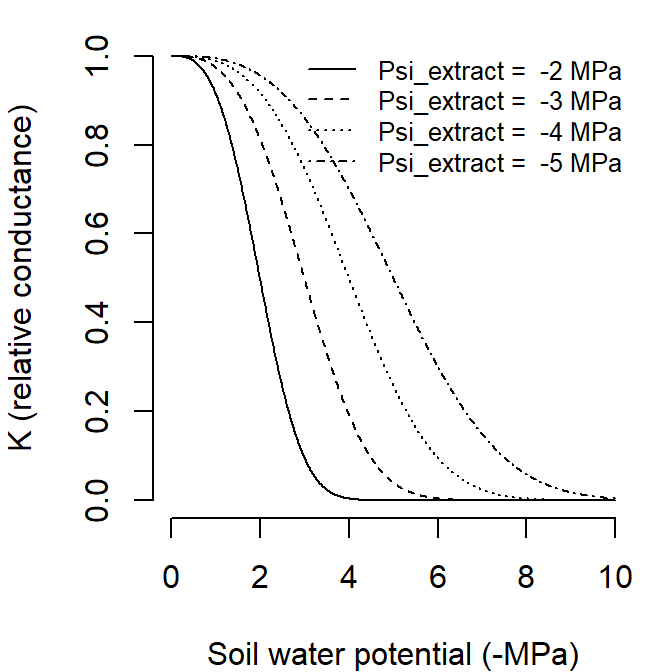 1.0
0.8
0.6
0.4
0.2
0.0
K (relative conductance)
Psi_extract =  -2 MPa
Psi_extract =  -3 MPa
Psi_extract =  -4 MPa
Psi_extract =  -5 MPa
0 2 4 6 8 10
Soil water potential (-MPa)